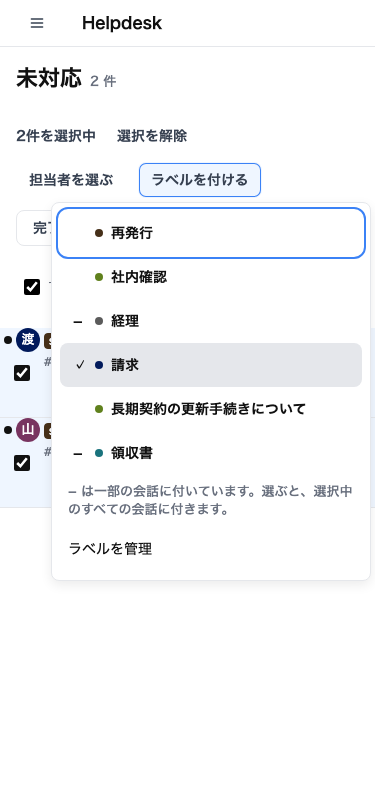 Helpdesk
未対応 2 件
2件を選択中 選択を解除
担当者を選ぶ ラベルを付ける
再発行
社内確認
– 経理
✓ 請求
長期契約の更新手続きについて
– 領収書
– は一部の会話に付いています。選ぶと、選択中
のすべての会話に付きます。
ラベルを管理
渡
#
山
#